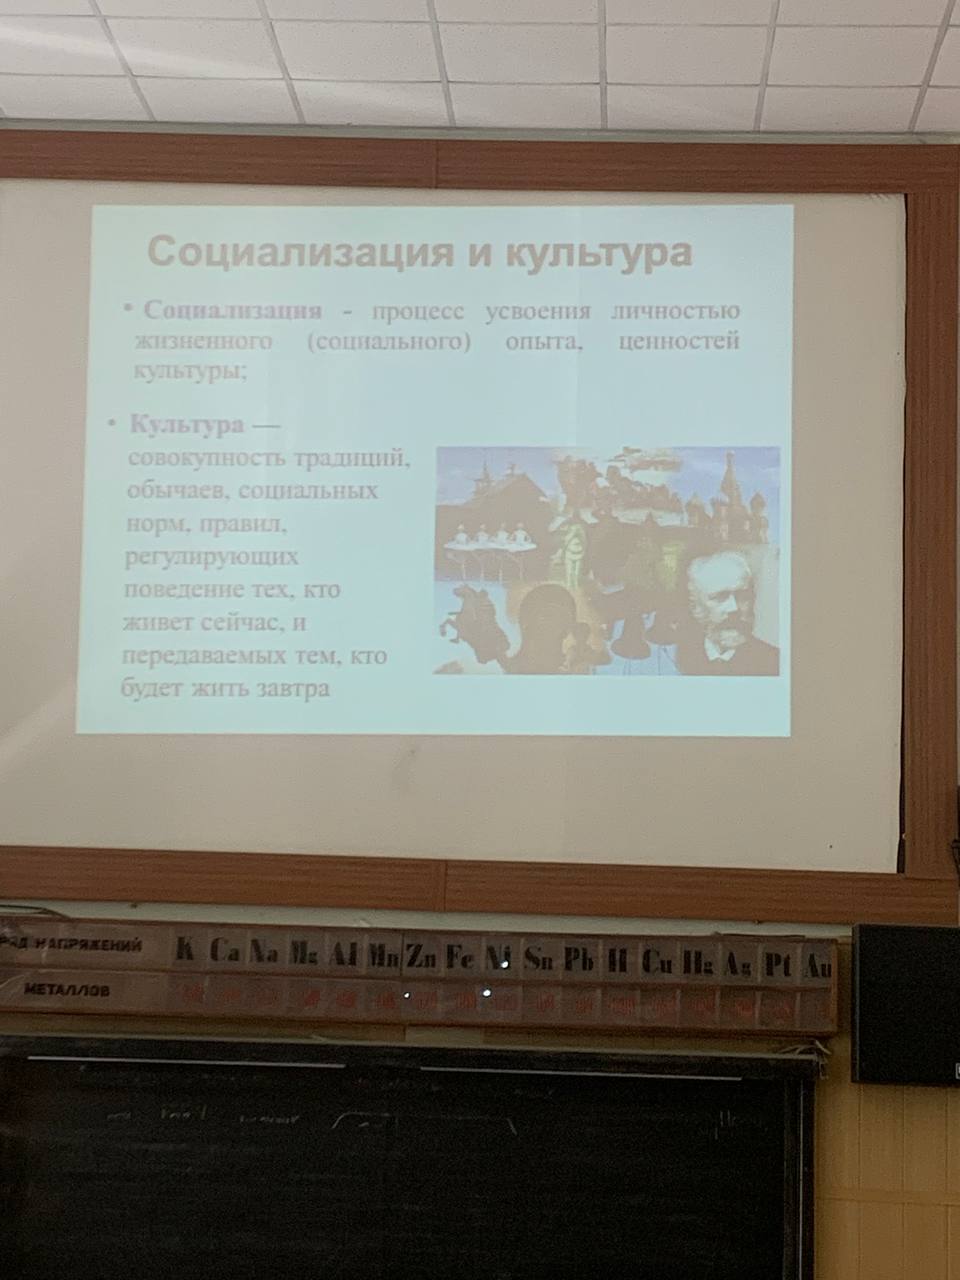 Социализация и культура
• Социализация - процесс усвоения личностью
жизненного (социального) опыта, ценностей
культуры;
• Культура —
совокупность традиций,
обычаев, социальных
норм, правил,
регулирующих
поведение тех, кто
живет сейчас, и
передаваемых тем, кто
будет жить завтра
РЯД НАПРЯЖЕНИЙ
МЕТАЛЛОВ
K Ca Na Mg Al Mn Zn Fe Ni Sn Pb H Cu Hg Ag Pt Au